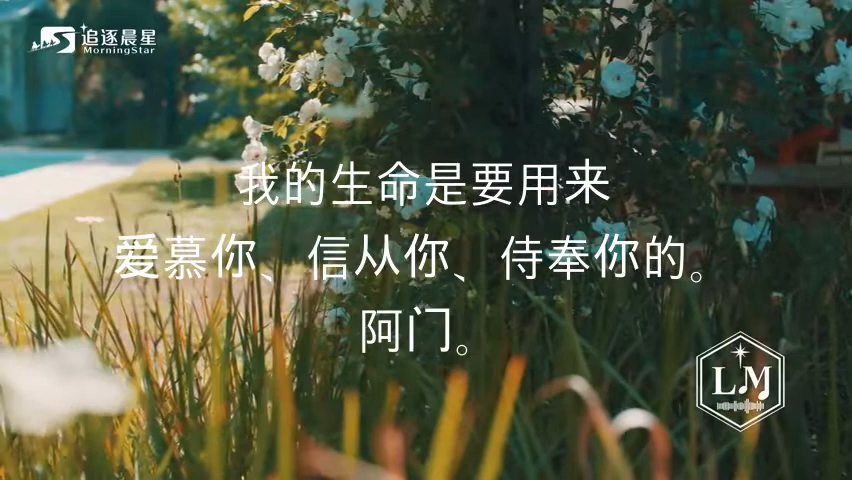 追逐晨星
MorningStar
我的生命是要用来
爱慕你、信从你、侍奉你的。
阿门。
LM